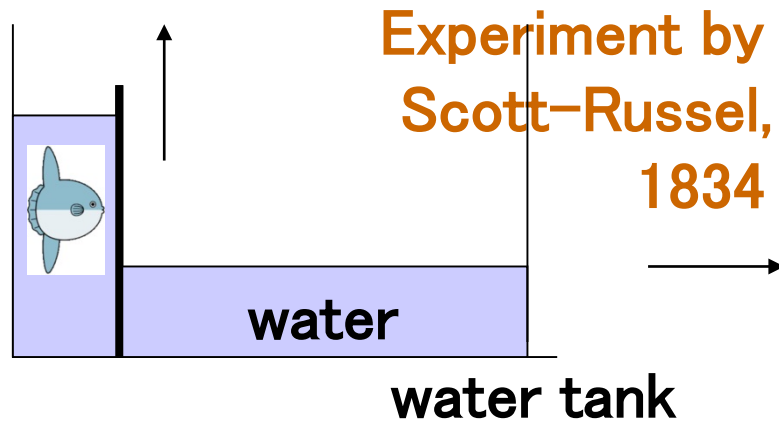 Experiment by
Scott-Russel,
1834
water
water tank